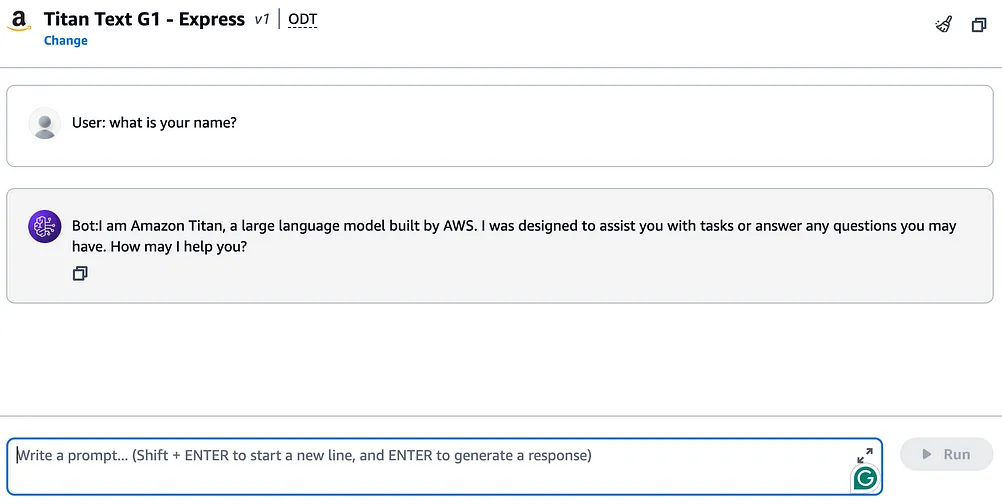 a Titan Text G1 - Express v1 | ODT
Change
User: what is your name?
Bot:I am Amazon Titan, a large language model built by AWS. I was designed to assist you with tasks or answer any questions you may
have. How may I help you?
Write a prompt... (Shift + ENTER to start a new line, and ENTER to generate a response)
Run